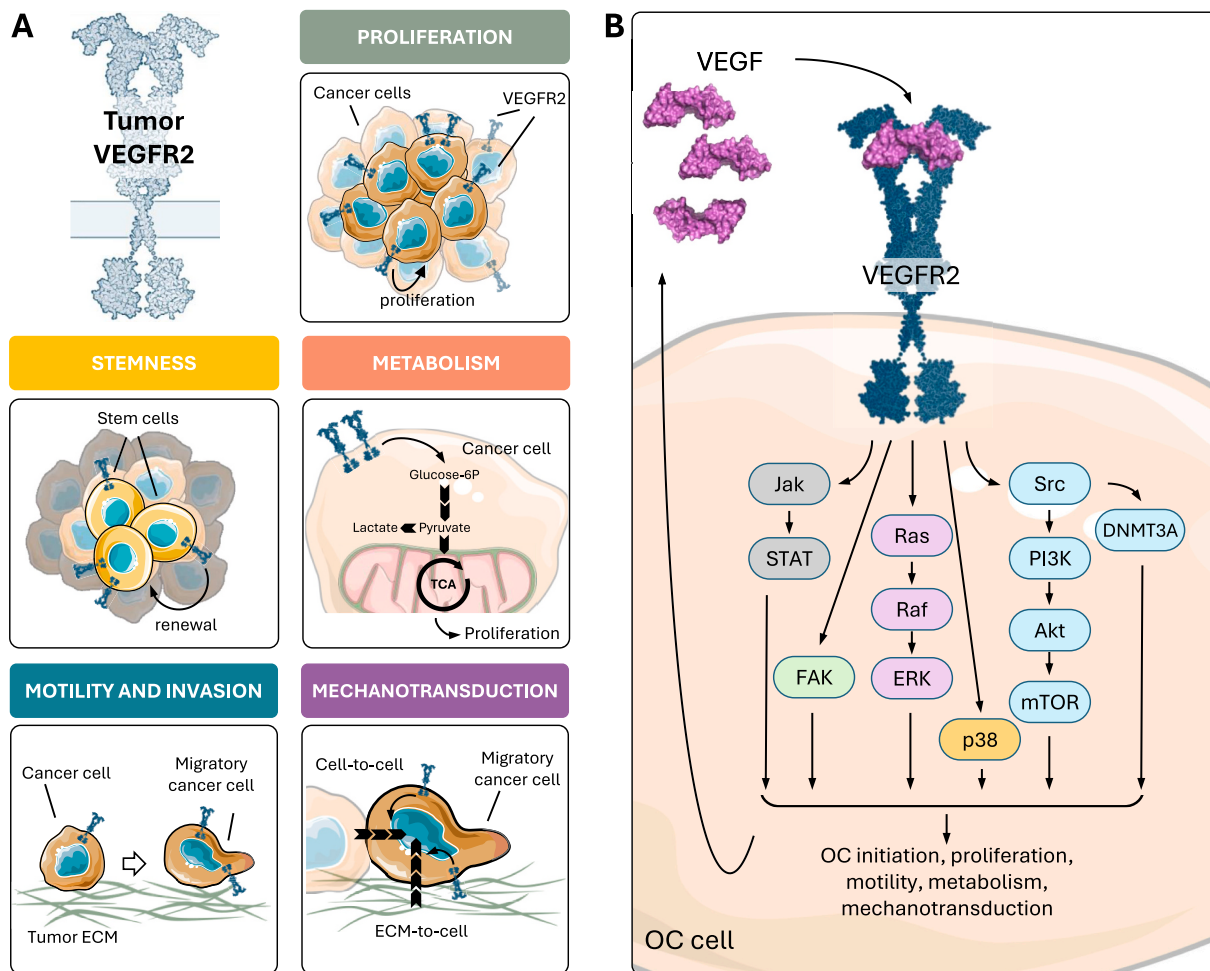 A
Tumor
VEGFR2
PROLIFERATION
Cancer cells
VEGFR2
proliferation
STEMNESS
Stem cells
renewal
METABOLISM
Cancer cell
Glucose-6P
Lactate
Pyruvate
TCA
Proliferation
MOTILITY AND INVASION
Cancer cell
Migratory
cancer cell
Tumor ECM
MECHANOTRANSDUCTION
Cell-to-cell
Migratory
cancer cell
ECM-to-cell
B
VEGF
VEGFR2
Jak
STAT
FAK
Ras
Raf
ERK
p38
Src
PI3K
Akt
mTOR
DNMT3A
OC initiation, proliferation,
motility, metabolism,
mechanotransduction
OC cell